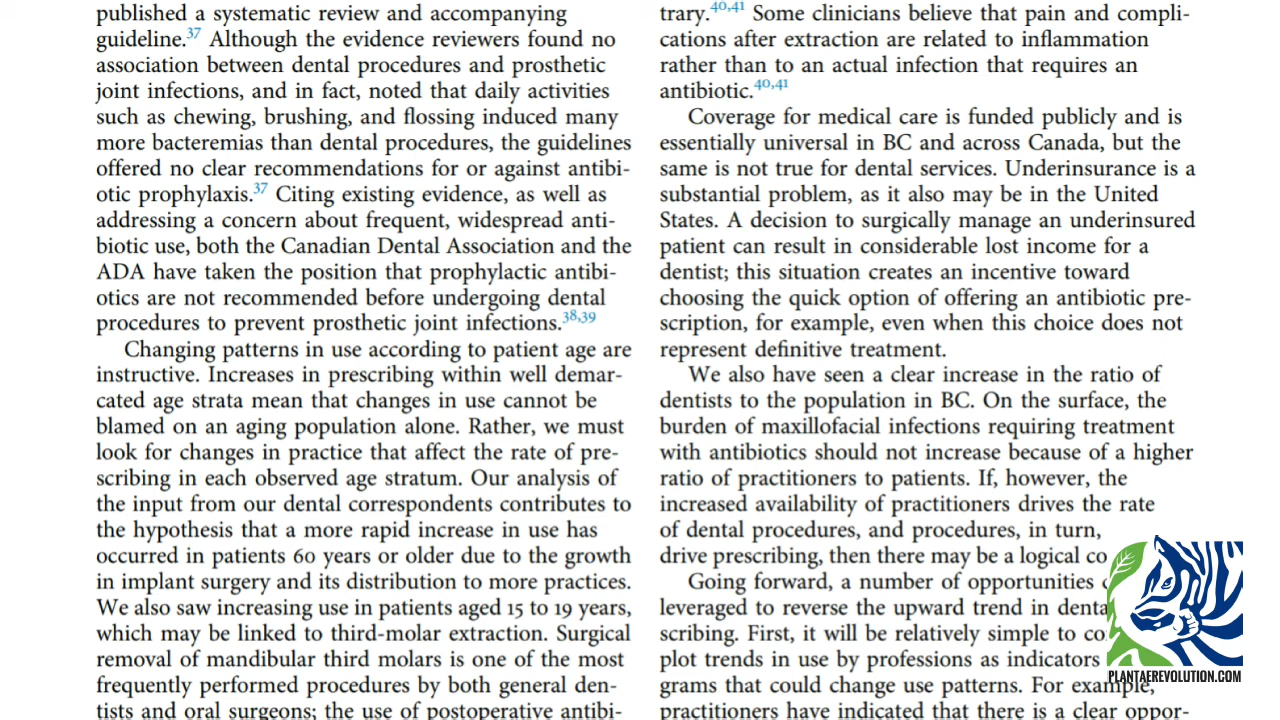 published a systematic review and accompanying
guideline.37 Although the evidence reviewers found no
association between dental procedures and prosthetic
joint infections, and in fact, noted that daily activities
such as chewing, brushing, and flossing induced many
more bacteremias than dental procedures, the guidelines
offered no clear recommendations for or against antibi-
otic prophylaxis.37 Citing existing evidence, as well as
addressing a concern about frequent, widespread anti-
biotic use, both the Canadian Dental Association and the
ADA have taken the position that prophylactic antibi-
otics are not recommended before undergoing dental
procedures to prevent prosthetic joint infections.38,39
Changing patterns in use according to patient age are
instructive. Increases in prescribing within well demar-
cated age strata mean that changes in use cannot be
blamed on an aging population alone. Rather, we must
look for changes in practice that affect the rate of pre-
scribing in each observed age stratum. Our analysis of
the input from our dental correspondents contributes to
the hypothesis that a more rapid increase in use has
occurred in patients 60 years or older due to the growth
in implant surgery and its distribution to more practices.
We also saw increasing use in patients aged 15 to 19 years,
which may be linked to third-molar extraction. Surgical
removal of mandibular third molars is one of the most
frequently performed procedures by both general den-
tists and oral surgeons; the use of postoperative antibi-
trary.40,41 Some clinicians believe that pain and compli-
cations after extraction are related to inflammation
rather than to an actual infection that requires an
antibiotic.40,41
Coverage for medical care is funded publicly and is
essentially universal in BC and across Canada, but the
same is not true for dental services. Underinsurance is a
substantial problem, as it also may be in the United
States. A decision to surgically manage an underinsured
patient can result in considerable lost income for a
dentist; this situation creates an incentive toward
choosing the quick option of offering an antibiotic pre-
scription, for example, even when this choice does not
represent definitive treatment.
We also have seen a clear increase in the ratio of
dentists to the population in BC. On the surface, the
burden of maxillofacial infections requiring treatment
with antibiotics should not increase because of a higher
ratio of practitioners to patients. If, however, the
increased availability of practitioners drives the rate
of dental procedures, and procedures, in turn,
drive prescribing, then there may be a logical co
Going forward, a number of opportunities
leveraged to reverse the upward trend in denta
scribing. First, it will be relatively simple to co
plot trends in use by professions as indicators
grams that could change use patterns. For example,
practitioners have indicated that there is a clear oppor-
PLANTAEREVOLUTION.COM